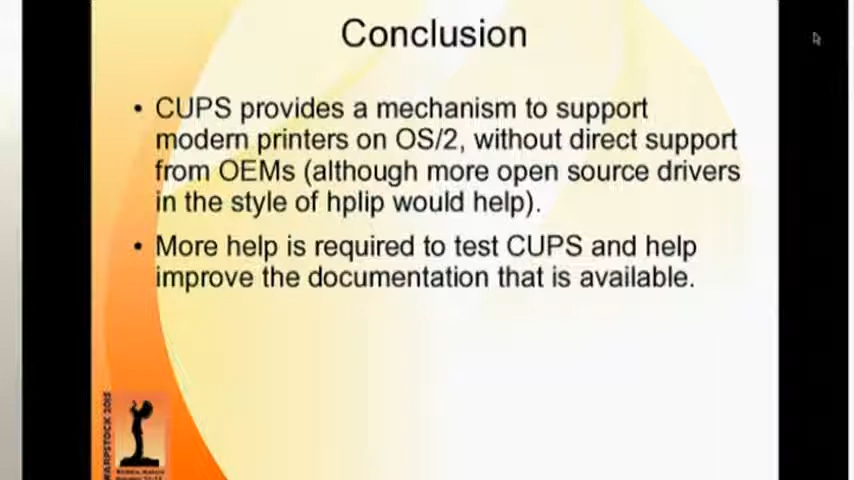 Conclusion
• CUPS provides a mechanism to support
modern printers on OS/2, without direct support
from OEMs (although more open source drivers
in the style of hplip would help).
• More help is required to test CUPS and help
improve the documentation that is available.
WARPSTOCK 2015